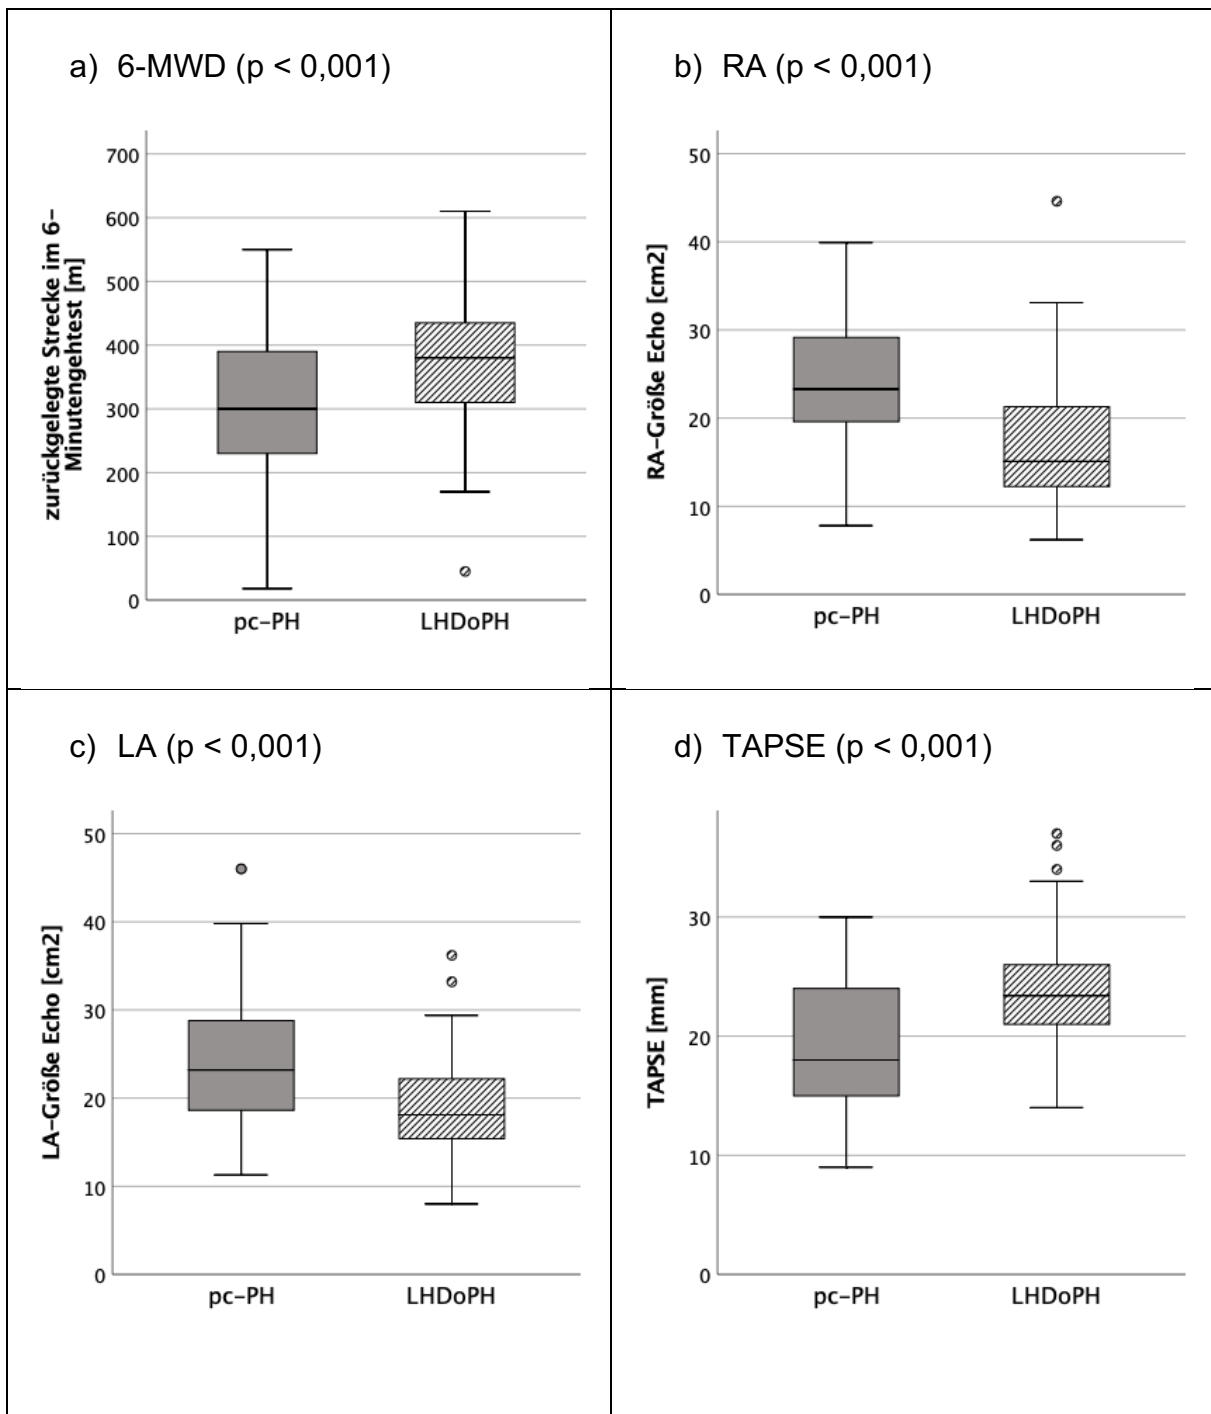 a) 6-MWD (p < 0,001)
zurückgelegte Strecke im 6–
Minutengehtest [m]
700
600
500
400
300
200
100
0
pc–PH
LHDoPH
b) RA (p < 0,001)
RA–Größe Echo [cm2]
50
40
30
20
10
0
pc–PH
LHDoPH
c) LA (p < 0,001)
LA–Größe Echo [cm2]
50
40
30
20
10
0
pc–PH
LHDoPH
d) TAPSE (p < 0,001)
TAPSE [mm]
30
20
10
0
pc–PH
LHDoPH